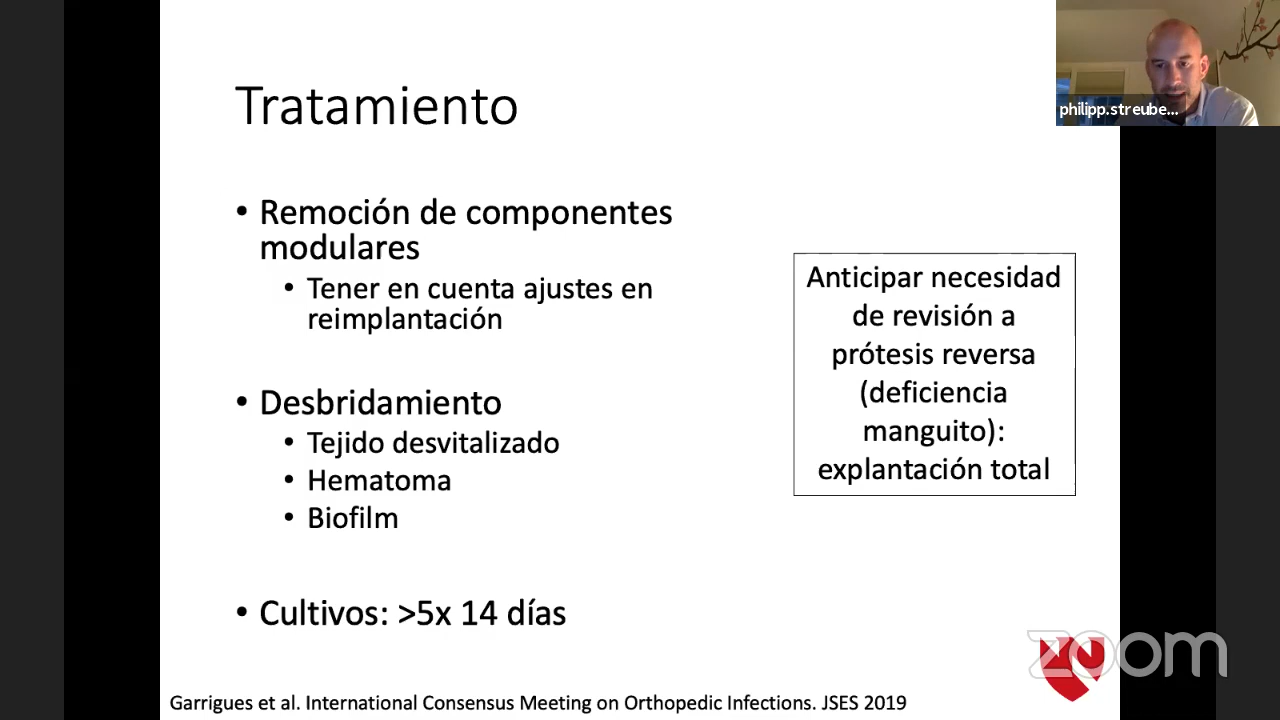 Tratamiento
philipp.streube...
• Remoción de componentes
modulares
• Tener en cuenta ajustes en
reimplantación
• Desbridamiento
• Tejido desvitalizado
• Hematoma
• Biofilm
• Cultivos: >5x 14 días
Anticipar necesidad
de revisión a
prótesis reversa
(deficiencia
manguito):
explantación total
zoom
Garrigues et al. International Consensus Meeting on Orthopedic Infections. JSES 2019